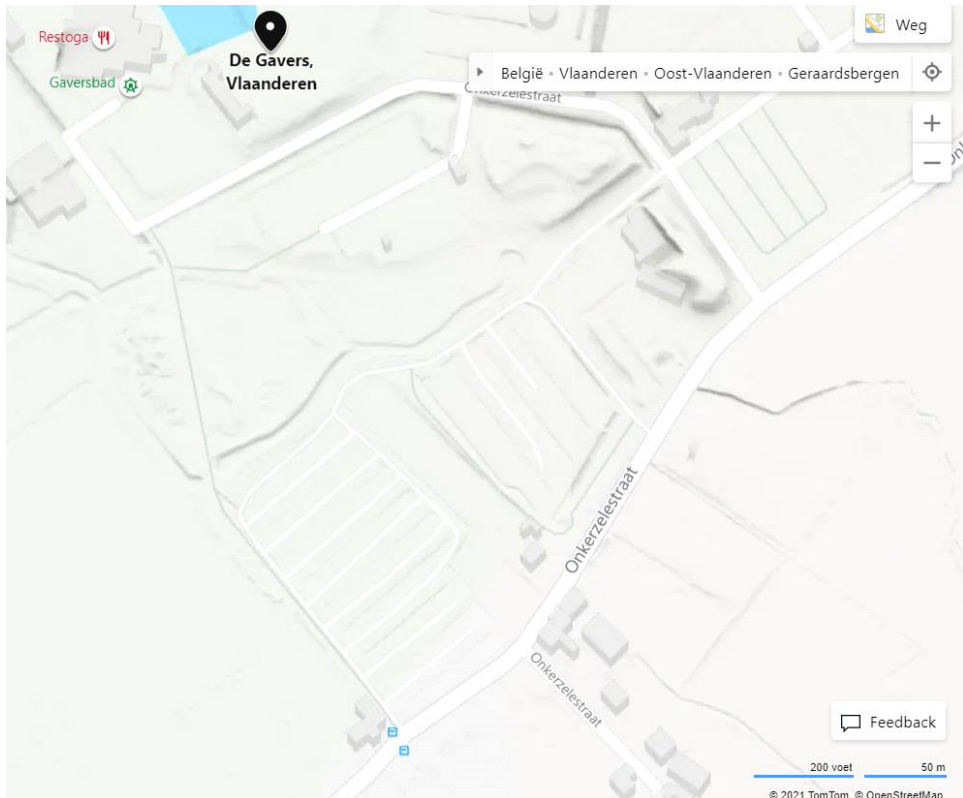 Restoga
Gaversbad
De Gavers,
Vlaanderen
Weg
België • Vlaanderen • Oost-Vlaanderen • Geraardsbergen
Onkerzelestraat
Onkerzelestraat
Onkerzelestraat
Feedback
200 voet
50 m
© 2021 TomTom, © OpenStreetMap